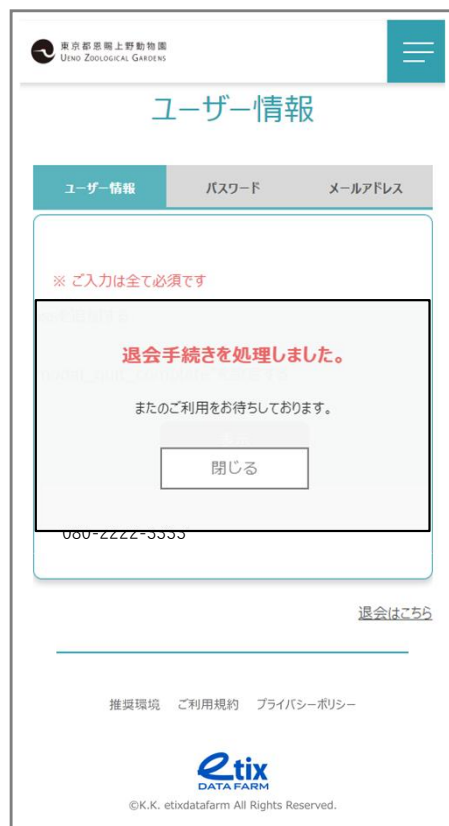 東京都恩賜上野動物園
UENO ZOOLOGICAL GARDENS
ユーザー情報
ユーザー情報 パスワード メールアドレス
※ ご入力は全て必須です
退会手続きを処理しました。
またのご利用をお待ちしております。
閉じる
080-2222-3333
退会はこちら
推奨環境 ご利用規約 プライバシーポリシー
etix
DATA FARM
©K.K. etixdatafarm All Rights Reserved.